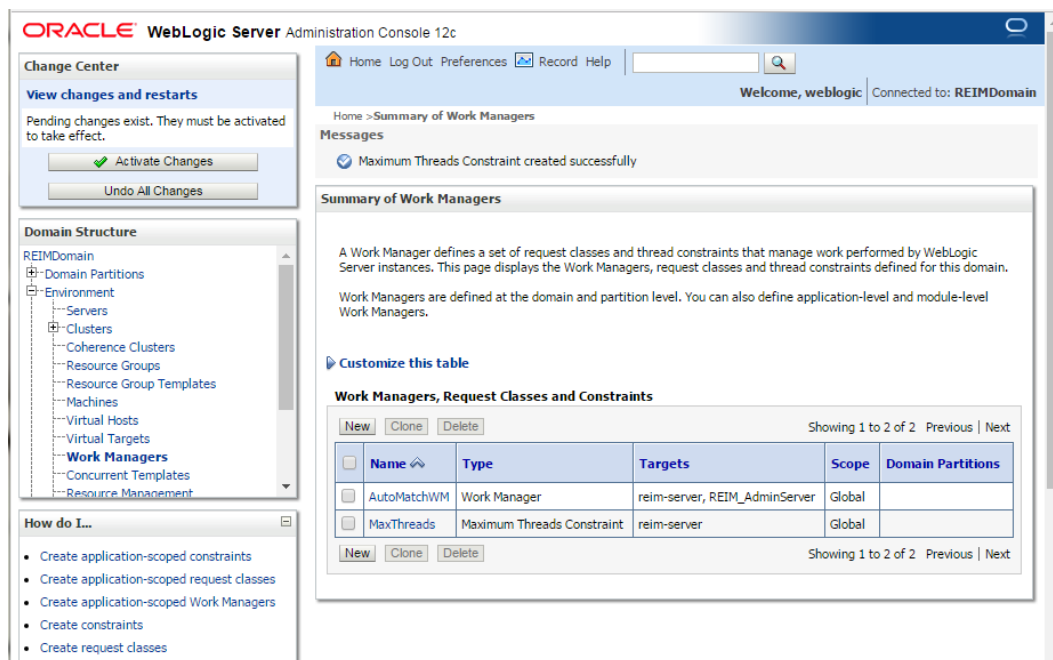 ORACLE WebLogic Server Administration Console 12c
Change Center
View changes and restarts
Pending changes exist. They must be activated
to take effect.
Activate Changes
Undo All Changes
Domain Structure
REIMDomain
Domain Partitions
Environment
Servers
Clusters
Coherence Clusters
Resource Groups
Resource Group Templates
Machines
Virtual Hosts
Virtual Targets
Work Managers
Concurrent Templates
Resource Management
How do I...
Create application-scoped constraints
Create application-scoped request classes
Create application-scoped Work Managers
Create constraints
Create request classes
Home Log Out Preferences Record Help
Welcome, weblogic Connected to: REIMDomain
Home >Summary of Work Managers
Messages
Maximum Threads Constraint created successfully
Summary of Work Managers
A Work Manager defines a set of request classes and thread constraints that manage work performed by WebLogic
Server instances. This page displays the Work Managers, request classes and thread constraints defined for this domain.
Work Managers are defined at the domain and partition level. You can also define application-level and module-level
Work Managers.
Customize this table
Work Managers, Request Classes and Constraints
New Clone Delete Showing 1 to 2 of 2 Previous | Next
Name Type Targets Scope Domain Partitions
AutoMatchWM Work Manager reim-server, REIM_AdminServer Global
MaxThreads Maximum Threads Constraint reim-server Global
New Clone Delete Showing 1 to 2 of 2 Previous | Next